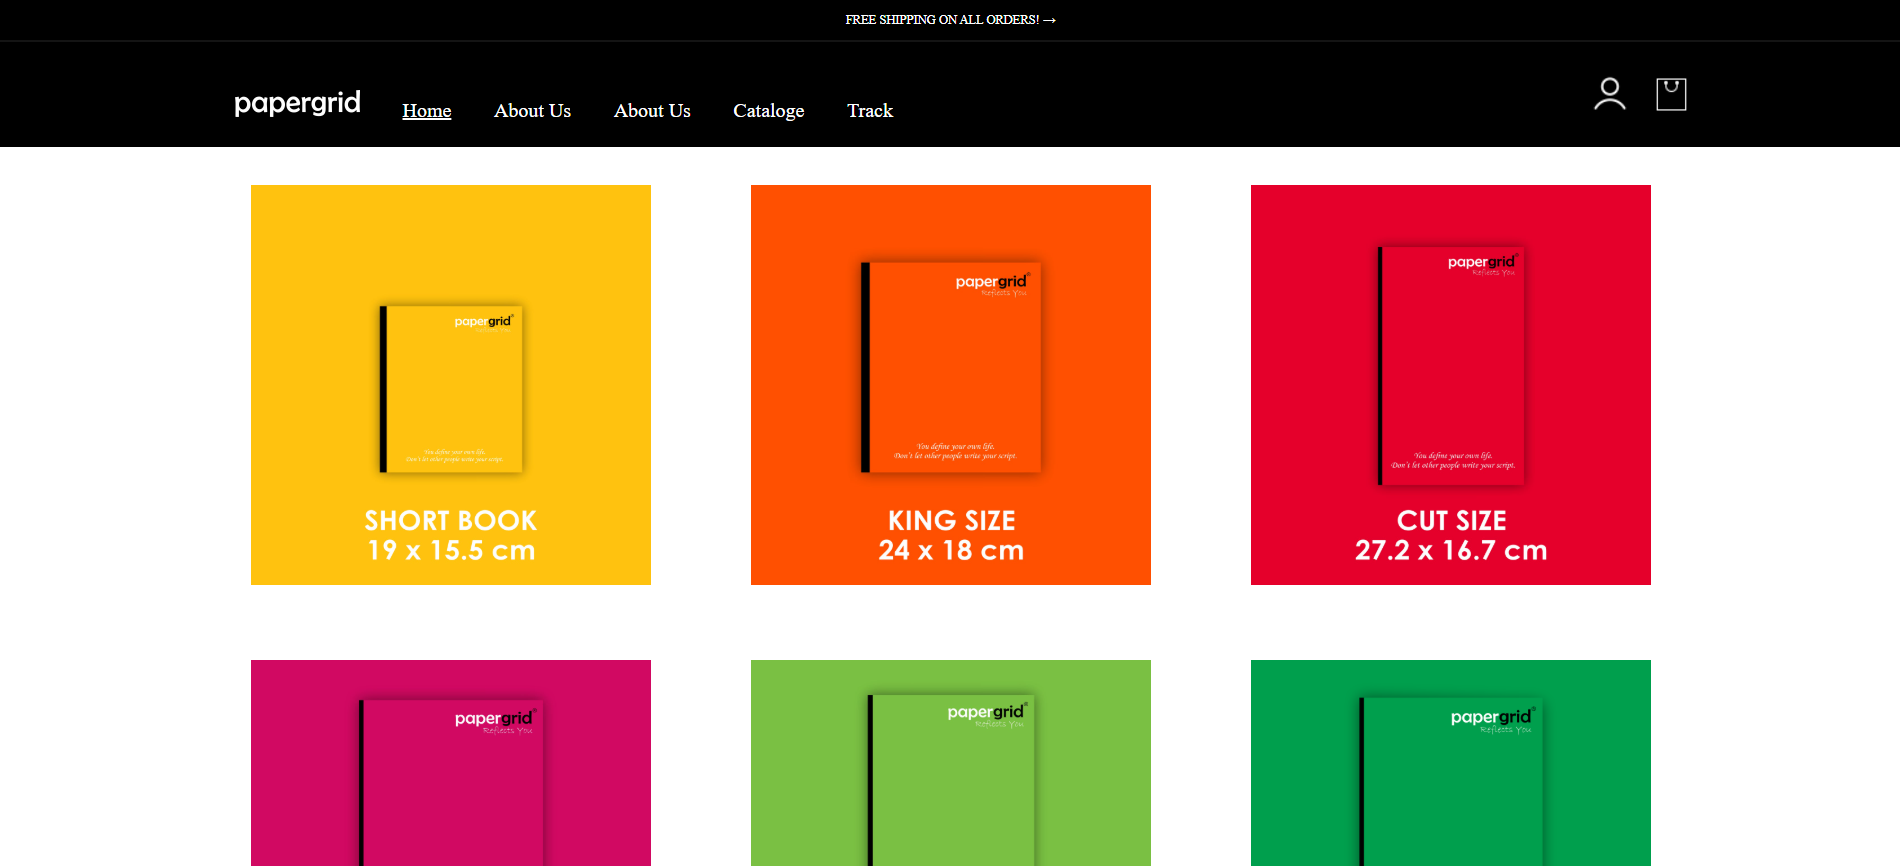 FREE SHIPPING ON ALL ORDERS! →
papergrid
Home About Us About Us Cataloge Track
papergrid®
You define your own life.
Don't let other people write your script.
SHORT BOOK
19 x 15.5 cm
papergrid®
Reflects You
You define your own life.
Don't let other people write your script.
KING SIZE
24 x 18 cm
papergrid®
Reflects You
You define your own life.
Don't let other people write your script.
CUT SIZE
27.2 x 16.7 cm
papergrid®
Reflects You
papergrid®
Reflects You
papergrid®
Reflects You